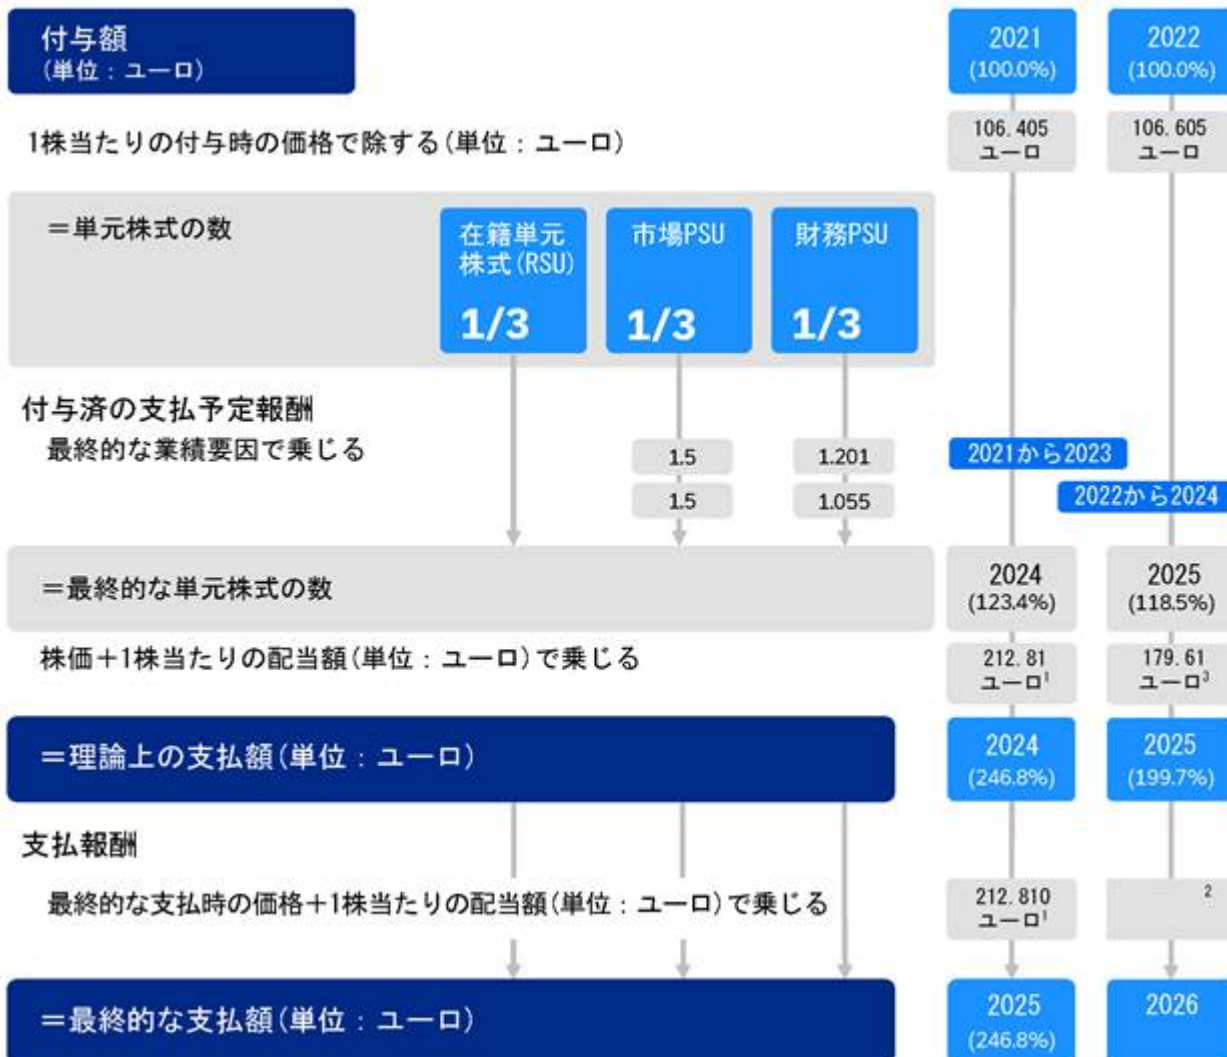 付与額
(単位：ユーロ)
2021
(100.0%)
2022
(100.0%)
1株当たりの付与時の価格で除する(単位：ユーロ)
106.405
ユーロ
106.605
ユーロ
＝単元株式の数
在籍単元
株式(RSU)
1/3
市場PSU
1/3
財務PSU
1/3
付与済の支払予定報酬
最終的な業績要因で乗じる
1.5
1.201
2021から2023
1.5
1.055
2022から2024
＝最終的な単元株式の数
2024
(123.4%)
2025
(118.5%)
株価＋1株当たりの配当額(単位：ユーロ)で乗じる
212.81
ユーロ¹
179.61
ユーロ³
＝理論上の支払額(単位：ユーロ)
2024
(246.8%)
2025
(199.7%)
支払報酬
最終的な支払時の価格＋1株当たりの配当額(単位：ユーロ)で乗じる
212.810
ユーロ¹
²
＝最終的な支払額(単位：ユーロ)
2025
(246.8%)
2026